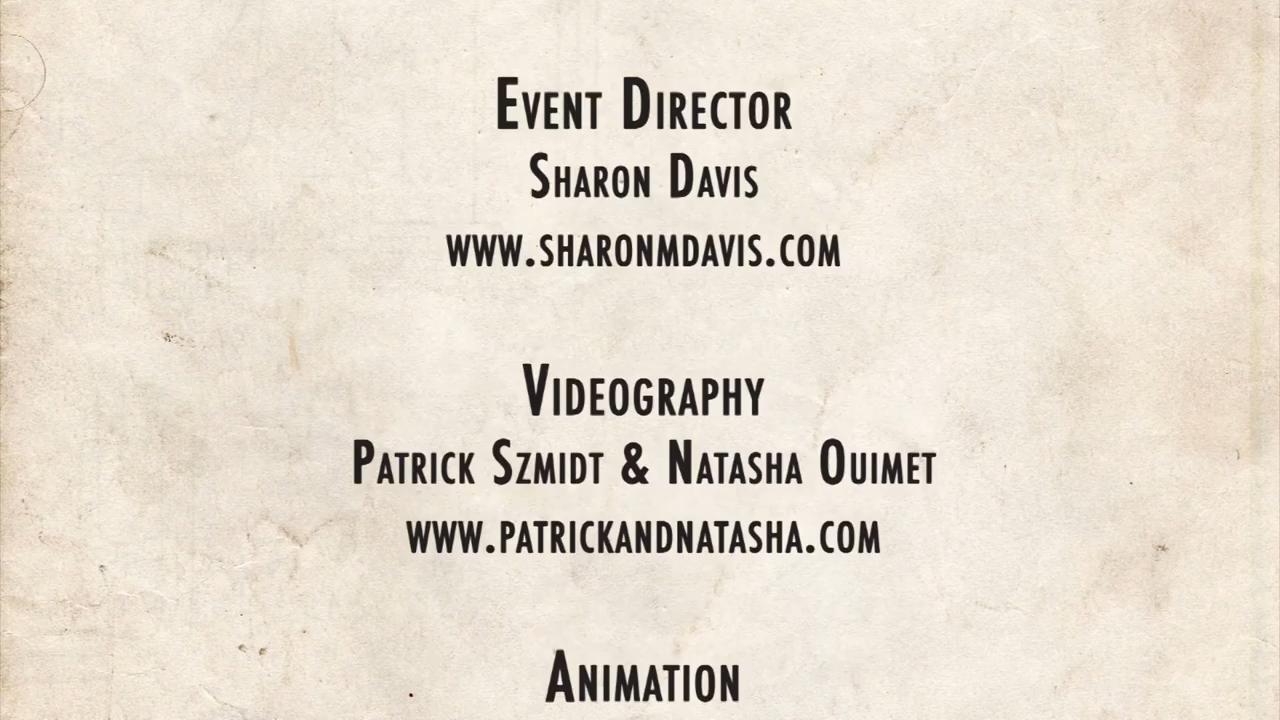 Event Director
Sharon Davis
www.sharonmdavis.com
Videography
Patrick Szmidt & Natasha Ouimet
www.patrickandnatasha.com
Animation